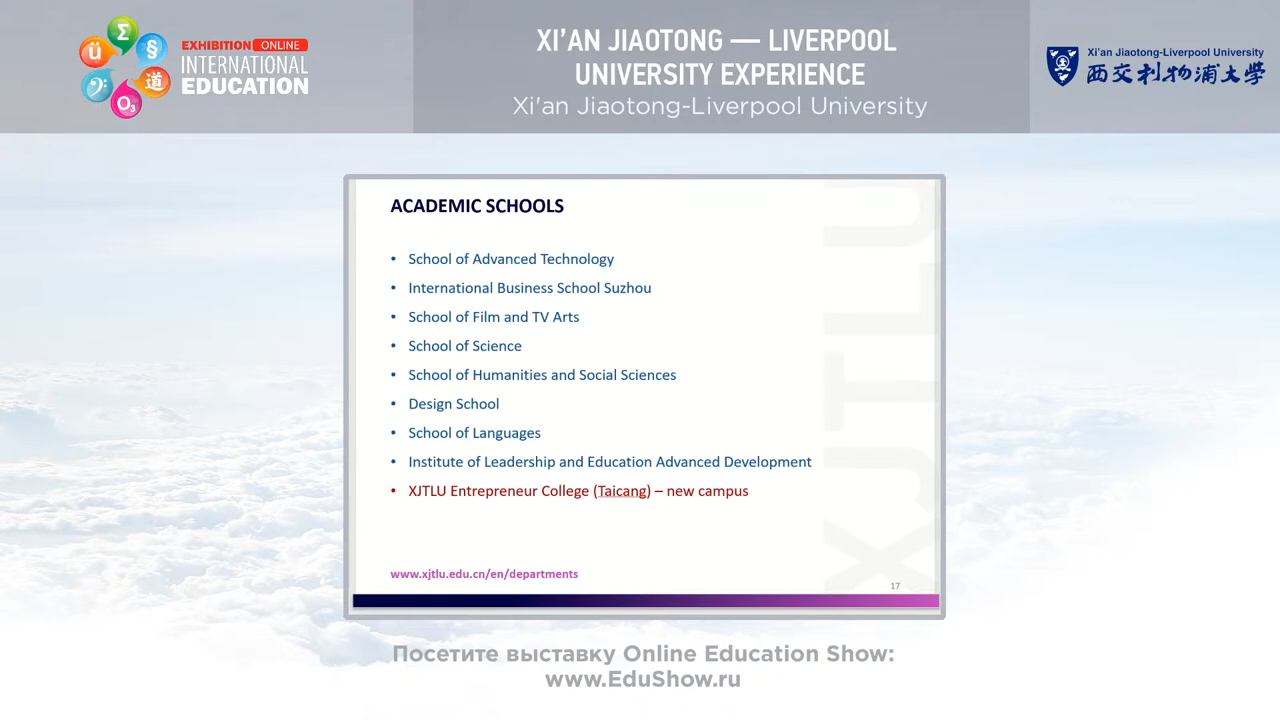 ü
Σ
§
道
O₃
EXHIBITION ONLINE
INTERNATIONAL
EDUCATION
XI’AN JIAOTONG — LIVERPOOL
UNIVERSITY EXPERIENCE
Xi'an Jiaotong-Liverpool University
Xi'an Jiaotong-Liverpool University
西交利物浦大学
ACADEMIC SCHOOLS
• School of Advanced Technology
• International Business School Suzhou
• School of Film and TV Arts
• School of Science
• School of Humanities and Social Sciences
• Design School
• School of Languages
• Institute of Leadership and Education Advanced Development
• XJTLU Entrepreneur College (Taicang) – new campus
XJTLU
www.xjtlu.edu.cn/en/departments
17
Посетите выставку Online Education Show:
www.EduShow.ru